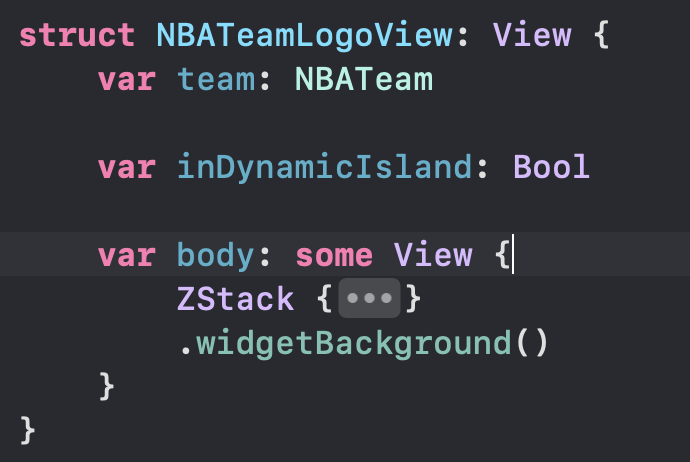 struct NBATeamLogoView: View {
var team: NBATeam
var inDynamicIsland: Bool
var body: some View {
ZStack {•••}
.widgetBackground()
}
}